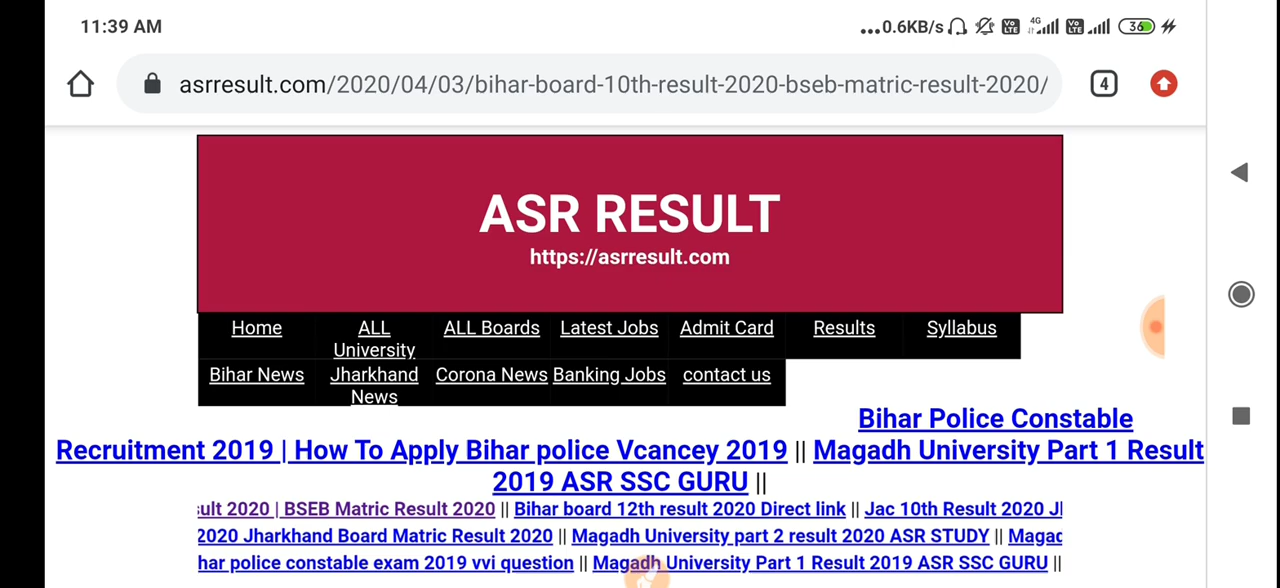 11:39 AM
...0.6KB/s Vo LTE 4G Vo LTE 36
asrresult.com/2020/04/03/bihar-board-10th-result-2020-bseb-matric-result-2020/
4
ASR RESULT
https://asrresult.com
Home ALL University ALL Boards Latest Jobs Admit Card Results Syllabus
Bihar News Jharkhand News Corona News Banking Jobs contact us
Bihar Police Constable
Recruitment 2019 | How To Apply Bihar police Vcancey 2019 || Magadh University Part 1 Result
2019 ASR SSC GURU ||
sult 2020 | BSEB Matric Result 2020 || Bihar board 12th result 2020 Direct link || Jac 10th Result 2020
2020 Jharkhand Board Matric Result 2020 || Magadh University part 2 result 2020 ASR STUDY || Magad
har police constable exam 2019 vvi question || Magadh University Part 1 Result 2019 ASR SSC GURU ||